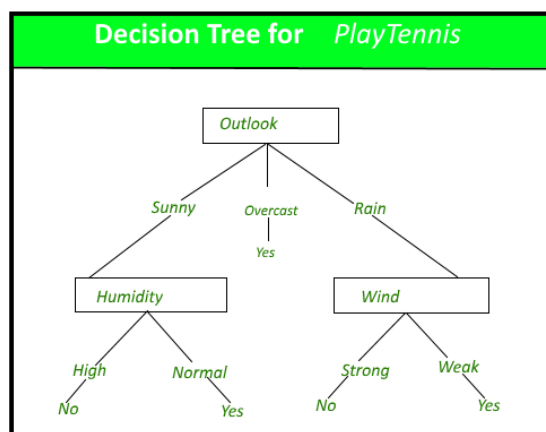 Decision Tree for PlayTennis
Outlook
Sunny Overcast Rain
Yes
Humidity Wind
High Normal Strong Weak
No Yes No Yes